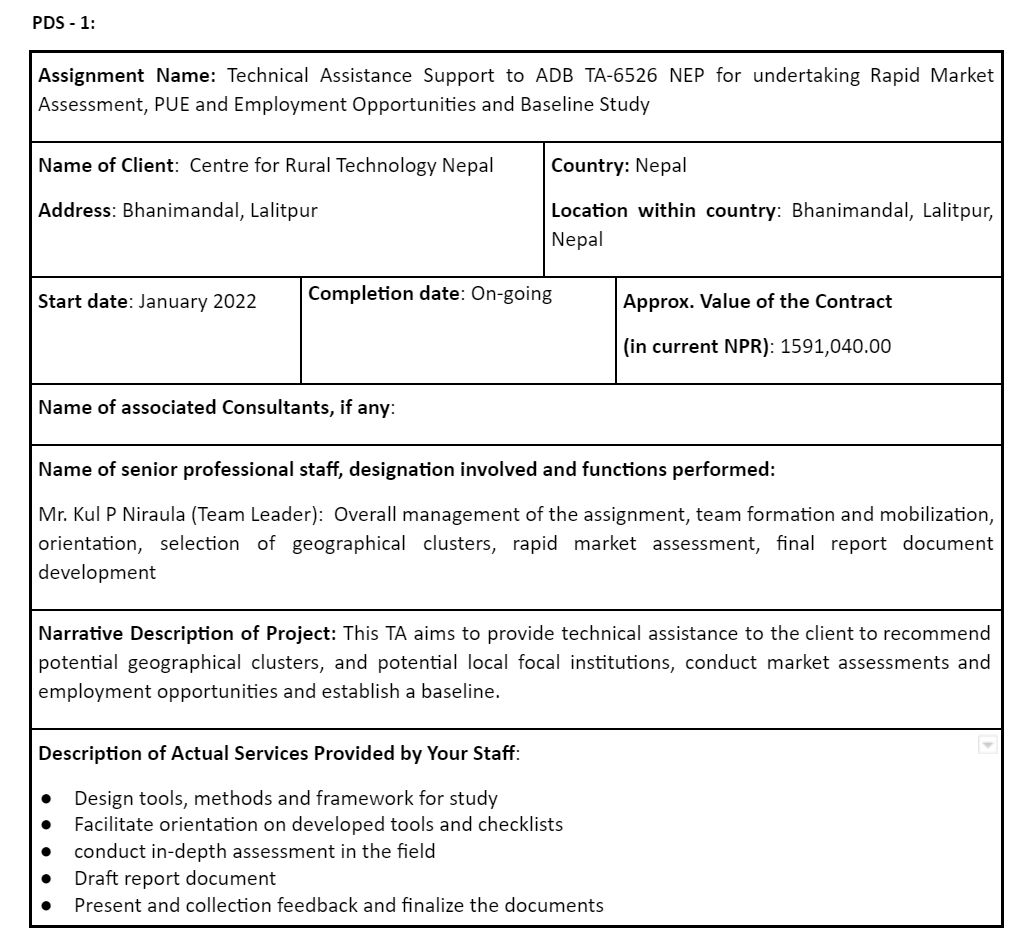 PDS - 1:
Assignment Name: Technical Assistance Support to ADB TA-6526 NEP for undertaking Rapid Market
Assessment, PUE and Employment Opportunities and Baseline Study
Name of Client: Centre for Rural Technology Nepal
Address: Bhanimandal, Lalitpur
Country: Nepal
Location within country: Bhanimandal, Lalitpur,
Nepal
Start date: January 2022
Completion date: On-going
Approx. Value of the Contract
(in current NPR): 1591,040.00
Name of associated Consultants, if any:
Name of senior professional staff, designation involved and functions performed:
Mr. Kul P Niraula (Team Leader): Overall management of the assignment, team formation and mobilization,
orientation, selection of geographical clusters, rapid market assessment, final report document
development
Narrative Description of Project: This TA aims to provide technical assistance to the client to recommend
potential geographical clusters, and potential local focal institutions, conduct market assessments and
employment opportunities and establish a baseline.
Description of Actual Services Provided by Your Staff:
● Design tools, methods and framework for study
● Facilitate orientation on developed tools and checklists
● conduct in-depth assessment in the field
● Draft report document
● Present and collection feedback and finalize the documents